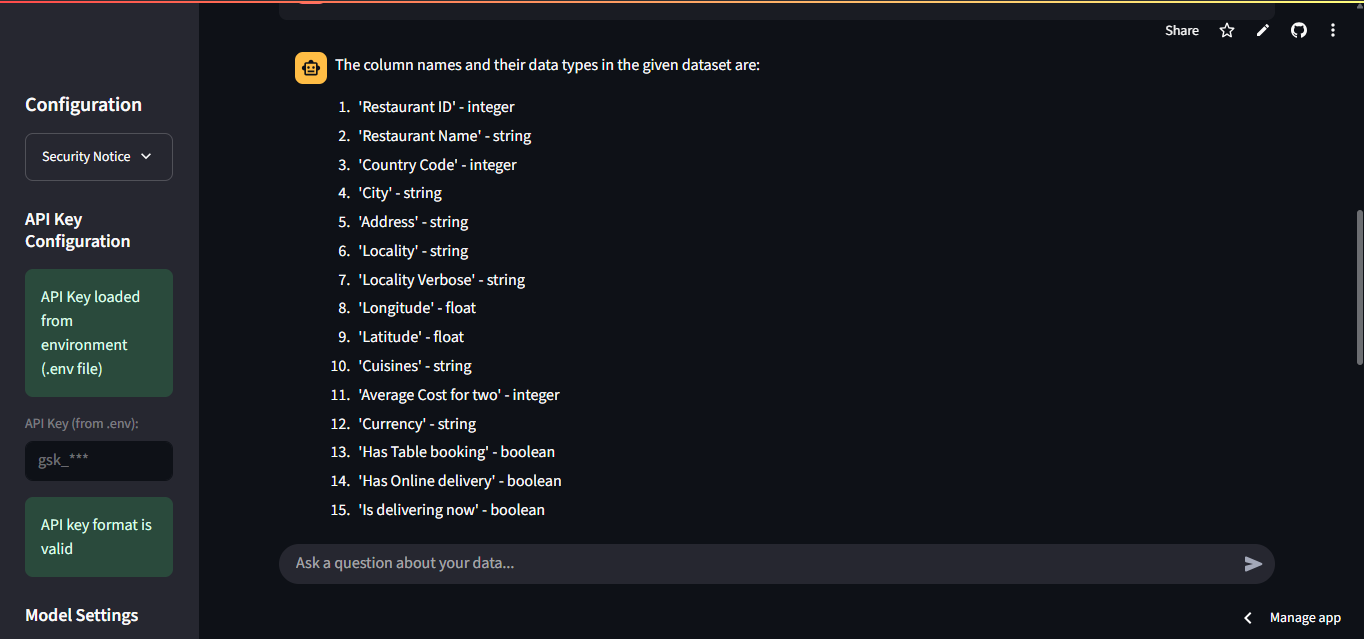 Share
Configuration
Security Notice
API Key
Configuration
API Key loaded
from
environment
(.env file)
API Key (from .env):
gsk_***
API key format is
valid
Model Settings
The column names and their data types in the given dataset are:
1. 'Restaurant ID' - integer
2. 'Restaurant Name' - string
3. 'Country Code' - integer
4. 'City' - string
5. 'Address' - string
6. 'Locality' - string
7. 'Locality Verbose' - string
8. 'Longitude' - float
9. 'Latitude' - float
10. 'Cuisines' - string
11. 'Average Cost for two' - integer
12. 'Currency' - string
13. 'Has Table booking' - boolean
14. 'Has Online delivery' - boolean
15. 'Is delivering now' - boolean
Ask a question about your data...
Manage app